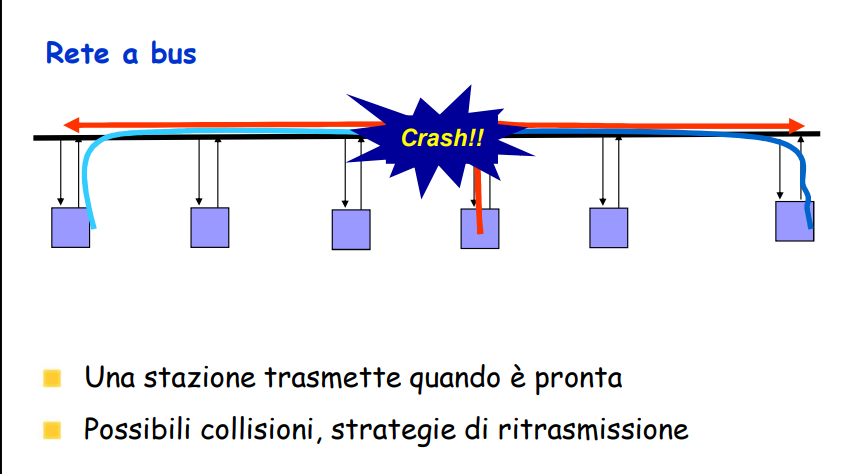 Rete a bus
Crash!!
Una stazione trasmette quando è pronta
Possibili collisioni, strategie di ritrasmissione